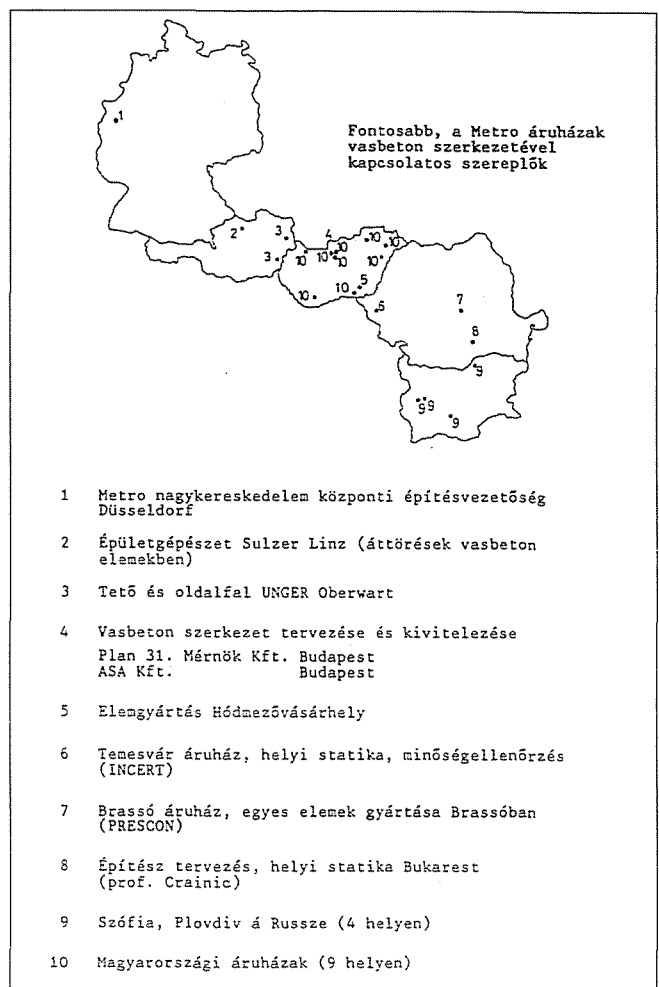 Fontosabb, a Metro áruházak
vasbeton szerkezetével
kapcsolatos szereplők
1
2
3
3
4
10
10
10
10
10
10
10
10
10
5
6
7
8
9
9
9
9
1 Metro nagykereskedelem központi építésvezetőség
Düsseldorf
2 Épületgépészet Sulzer Linz (áttörések vasbeton
elemekben)
3 Tető és oldalfal UNGER Oberwart
4 Vasbeton szerkezet tervezése és kivitelezése
Plan 31. Mérnök Kft. Budapest
ASA Kft. Budapest
5 Elemgyártás Hódmezővásárhely
6 Temesvár áruház, helyi statika, minőségellenőrzés
(INCERT)
7 Brassó áruház, egyes elemek gyártása Brassóban
(PRESCON)
8 Építész tervezés, helyi statika Bukarest
(prof. Crainic)
9 Szófia, Plovdiv á Russze (4 helyen)
10 Magyarországi áruházak (9 helyen)